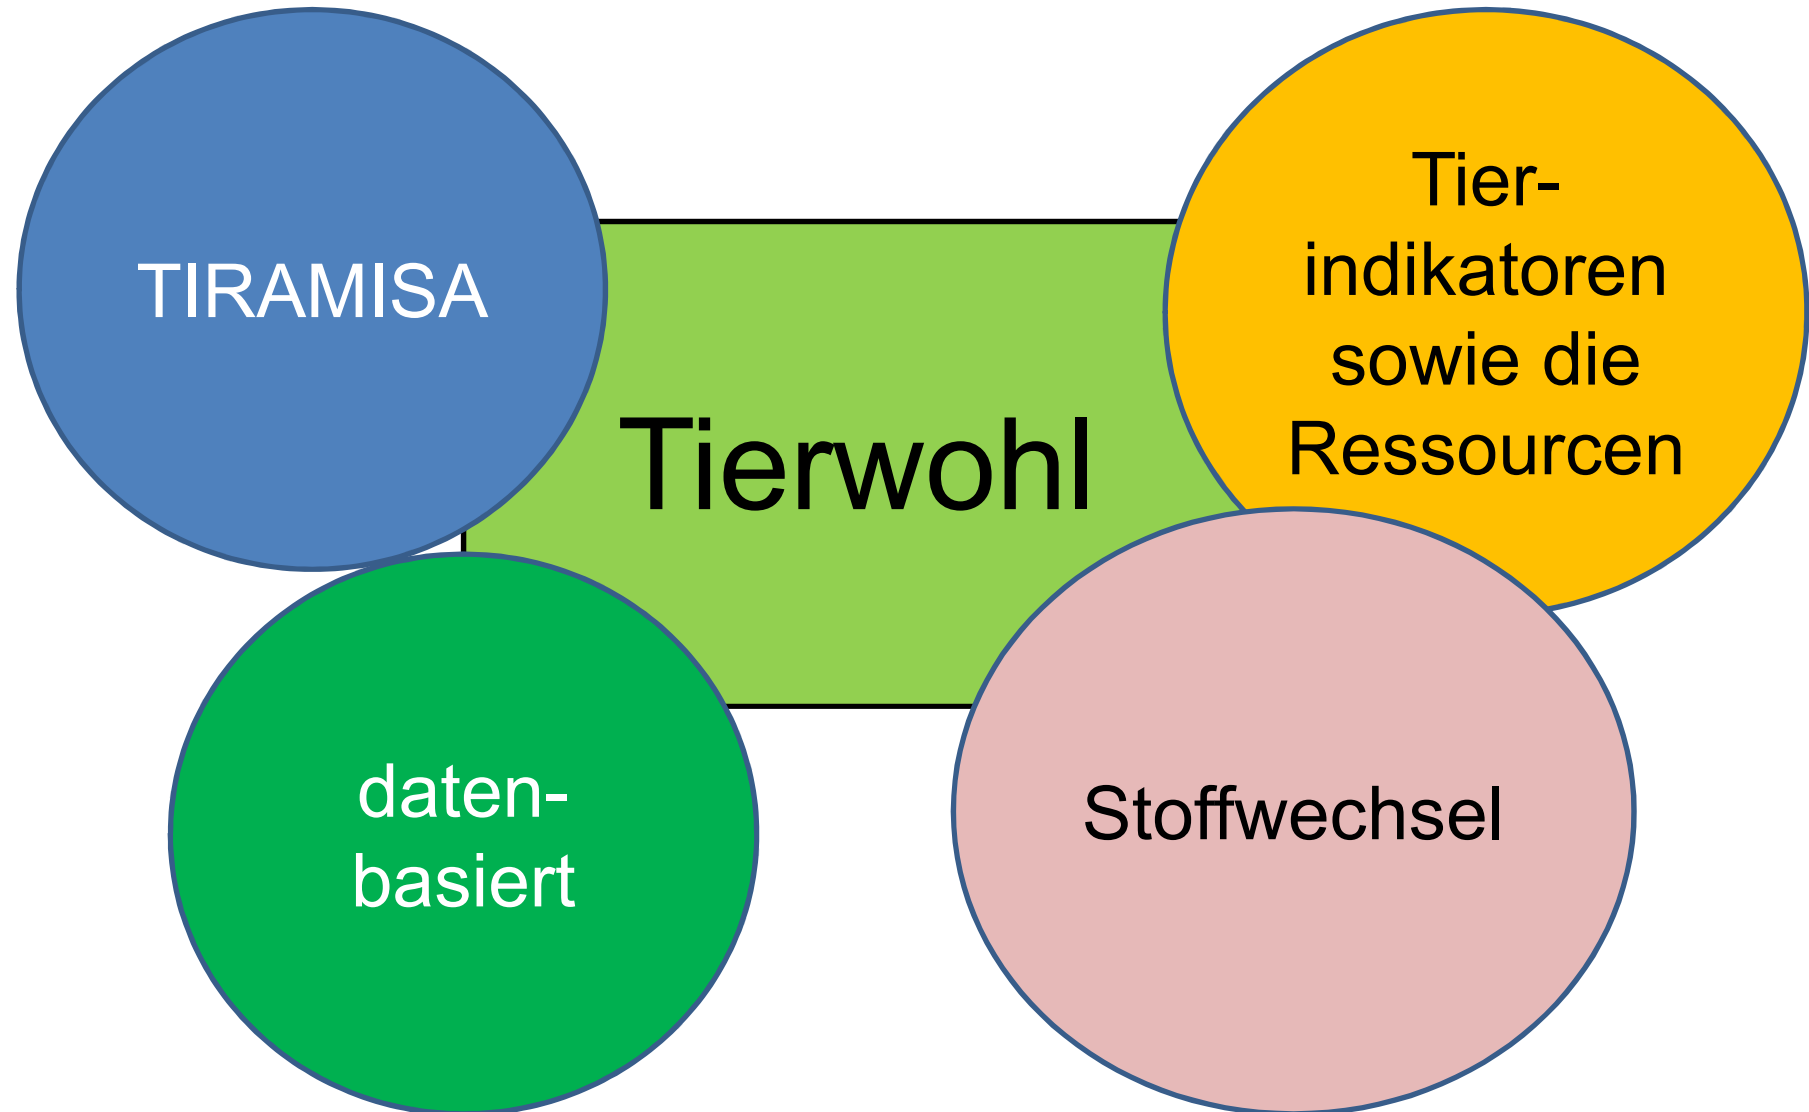 TIRAMISA
Tier-
indikatoren
sowie die
Ressourcen
Tierwohl
daten-
basiert
Stoffwechsel